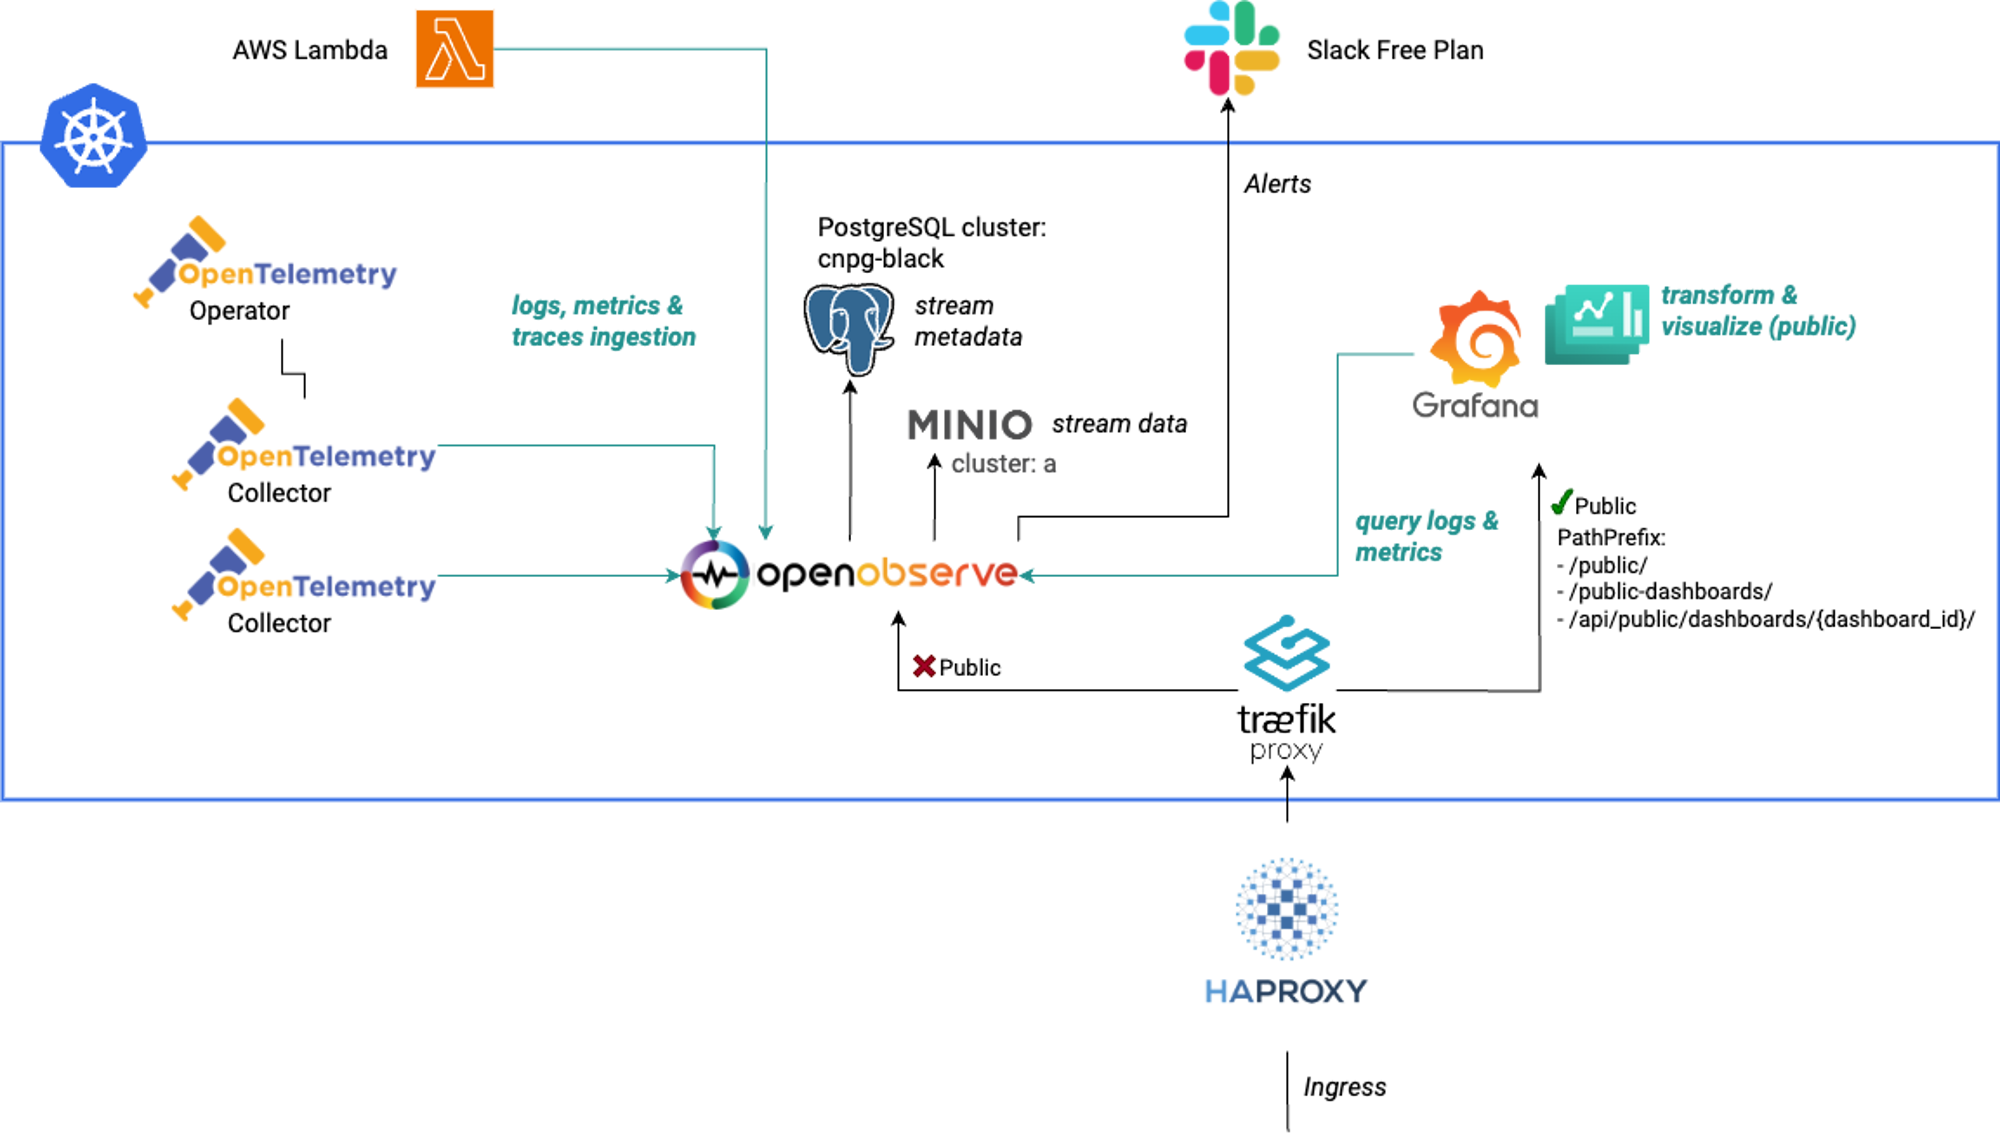 AWS Lambda
Slack Free Plan
Alerts
OpenTelemetry
Operator
logs, metrics &
traces ingestion
PostgreSQL cluster:
cnpg-black
stream
metadata
MINIO
stream data
cluster: a
transform &
visualize (public)
Grafana
OpenTelemetry
Collector
OpenTelemetry
Collector
openobserve
query logs &
metrics
✔Public
PathPrefix:
- /public/
- /public-dashboards/
- /api/public/dashboards/{dashboard_id}/
✖Public
træfik
proxy
HAPROXY
Ingress